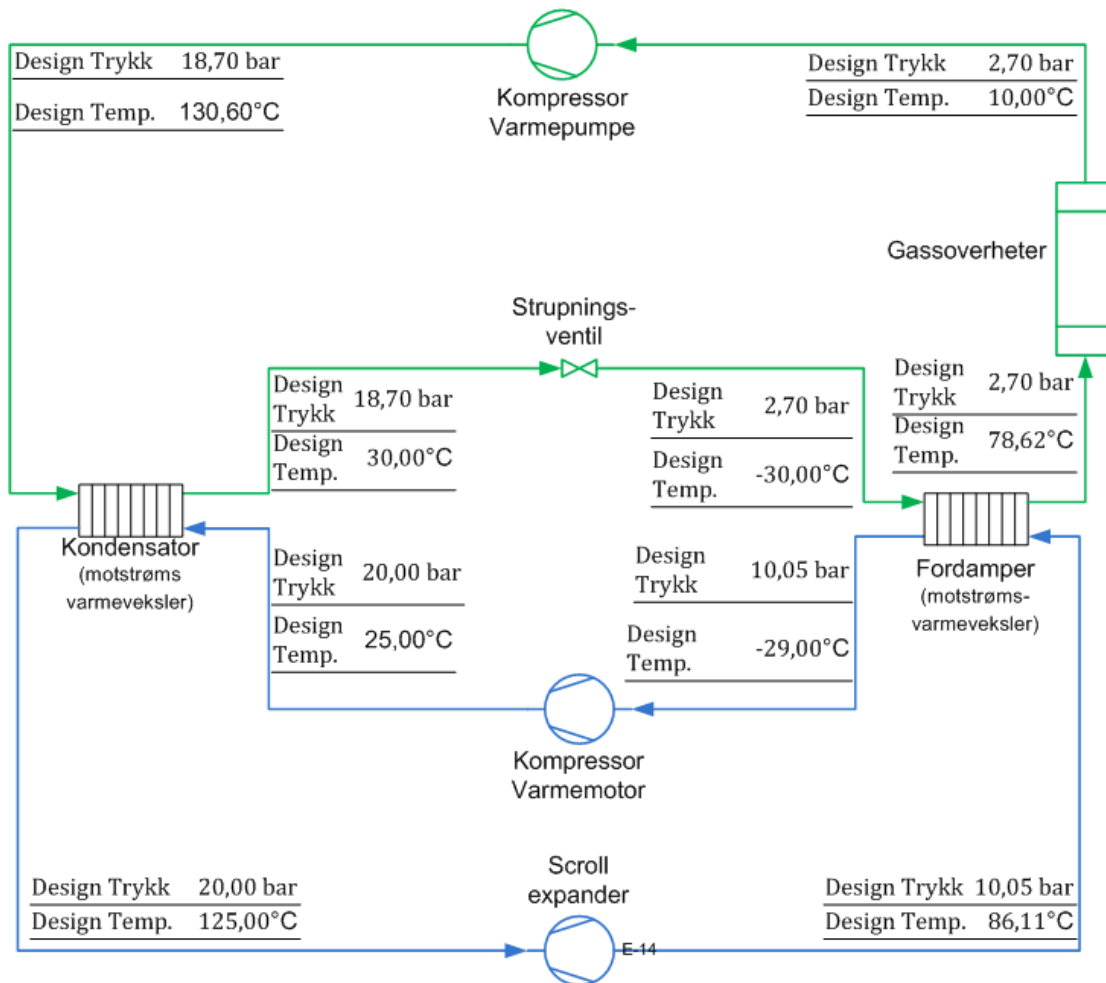 Design Trykk 18,70 bar
Design Temp. 130,60°C
Kompressor
Varmepumpe
Design Trykk 2,70 bar
Design Temp. 10,00°C
Gassoverheter
Strupnings-
ventil
Design
Trykk 18,70 bar
Design
Temp. 30,00°C
Design
Trykk 2,70 bar
Design
Temp. -30,00°C
Design
Trykk 2,70 bar
Design
Temp. 78,62°C
Kondensator
(motstrøms
varmeveksler)
Design
Trykk 20,00 bar
Design
Temp. 25,00°C
Design
Trykk 10,05 bar
Design
Temp. -29,00°C
Fordamper
(motstrøms-
varmeveksler)
Kompressor
Varmemotor
Design Trykk 20,00 bar
Design Temp. 125,00°C
Scroll
expander
E-14
Design Trykk 10,05 bar
Design Temp. 86,11°C